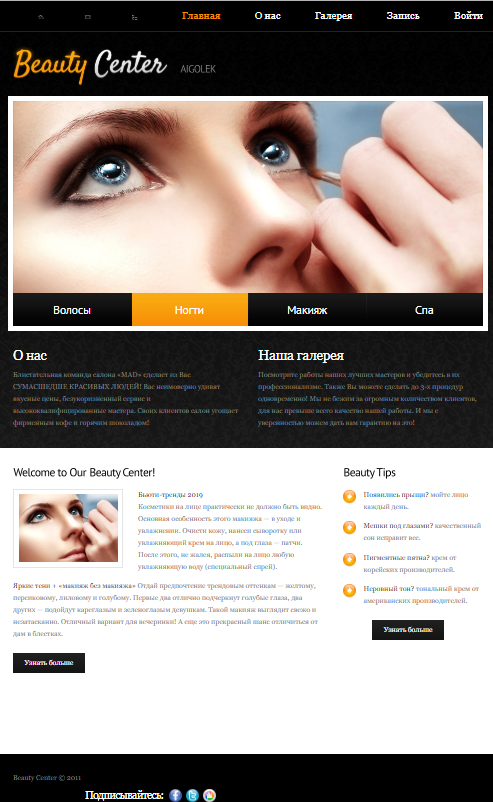 Главная О нас Галерея Запись Войти
Beauty Center AIGOLEK
Волосы Ногти Макияж Спа
О нас
Блистательная команда салона «MAD» сделает из Вас
СУМАСШЕДШЕ КРАСИВЫХ ЛЮДЕЙ! Вас неимоверно удивят
вкусные цены, безукоризненный сервис и
высококвалифицированные мастера. Своих клиентов салон угощает
фирменным кофе и горячим шоколадом!
Наша галерея
Посмотрите работы наших лучших мастеров и убедитесь в их
профессионализме. Также Вы можете сделать до 3-х процедур
одновременно! Мы не бежим за огромным количеством клиентов,
для нас превыше всего качество нашей работы. И мы с
уверенностью можем дать вам гарантию на это!
Welcome to Our Beauty Center!
Бьюти-тренды 2019
Косметики на лице практически не должно быть видно.
Основная особенность этого макияжа – в уходе и
увлажнении. Очисти кожу, нанеси сыворотку или
увлажняющий крем на лицо, а под глаза — патчи.
После этого, не жалея, распыли на лицо любую
увлажняющую воду (специальный спрей).
Яркие тени + «макияж без макияжа» Отдай предпочтение трендовым оттенкам — желтому,
персиковому, лиловому и голубому. Первые два отлично подчеркнут голубые глаза, два
других — подойдут кареглазым и зеленоглазым девушкам. Такой макияж выглядит свежо и
незатасканно. Отличный вариант для вечеринки! А еще это прекрасный шанс отличиться от
дам в блестках.
Узнать больше
Beauty Tips
Появились прыщи? мойте лицо
каждый день.
Мешки под глазами? качественный
сон исправит все.
Пигментные пятна? крем от
корейских производителей.
Неровный тон? тональный крем от
американских производителей.
Узнать больше
Beauty Center © 2011
Подписывайтесь: